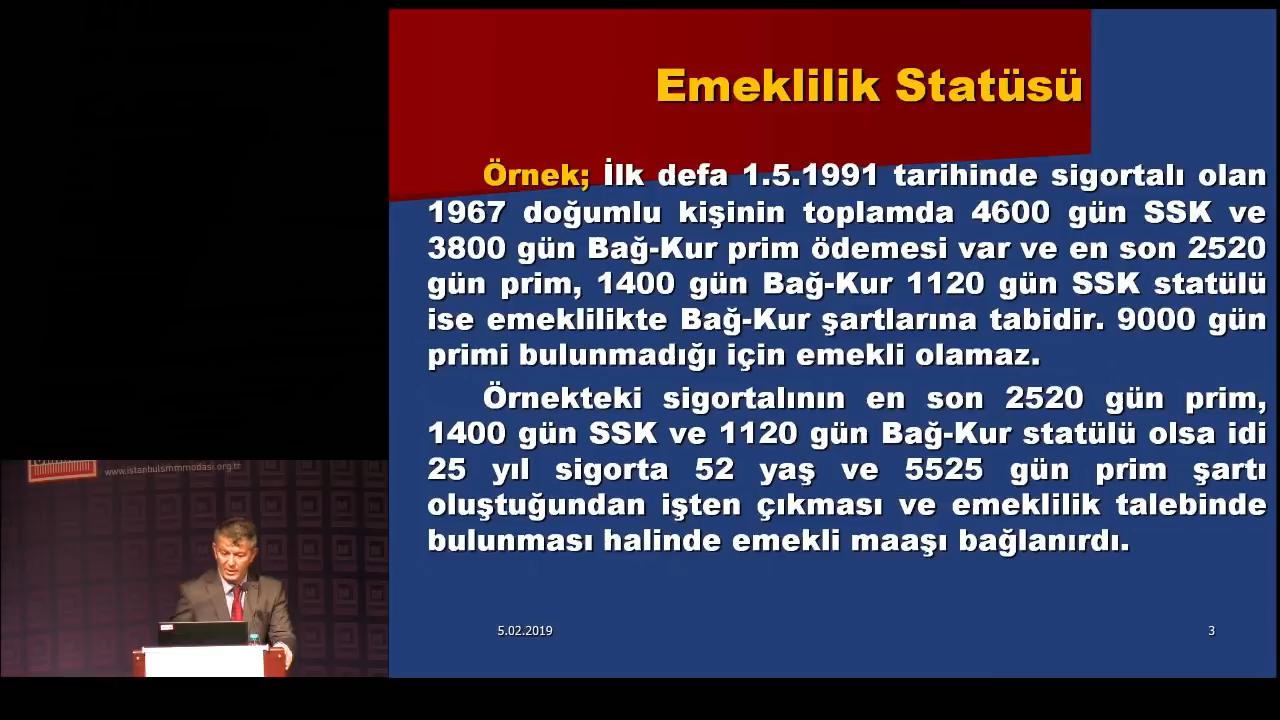 Emeklilik Statüsü
Örnek; İlk defa 1.5.1991 tarihinde sigortalı olan
1967 doğumlu kişinin toplamda 4600 gün SSK ve
3800 gün Bağ-Kur prim ödemesi var ve en son 2520
gün prim, 1400 gün Bağ-Kur 1120 gün SSK statülü
ise emeklilikte Bağ-Kur şartlarına tabidir. 9000 gün
primi bulunmadığı için emekli olamaz.
Örnekteki sigortalının en son 2520 gün prim,
1400 gün SSK ve 1120 gün Bağ-Kur statülü olsa idi
25 yıl sigorta 52 yaş ve 5525 gün prim şartı
oluştuğundan işten çıkması ve emeklilik talebinde
bulunması halinde emekli maaşı bağlanırdı.
www.istanbulsmmmodasi.org.tr
5.02.2019
3